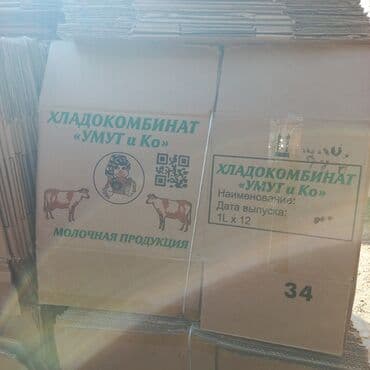 ХЛАДОКОМБИНАТ
«УМУТ и Ко»
МОЛОЧНАЯ ПРОДУКЦИЯ
ХЛАДОКОМБИНАТ
«УМУТ и Ко»
Наименование:
Дата выпуска:
1L x 12
34